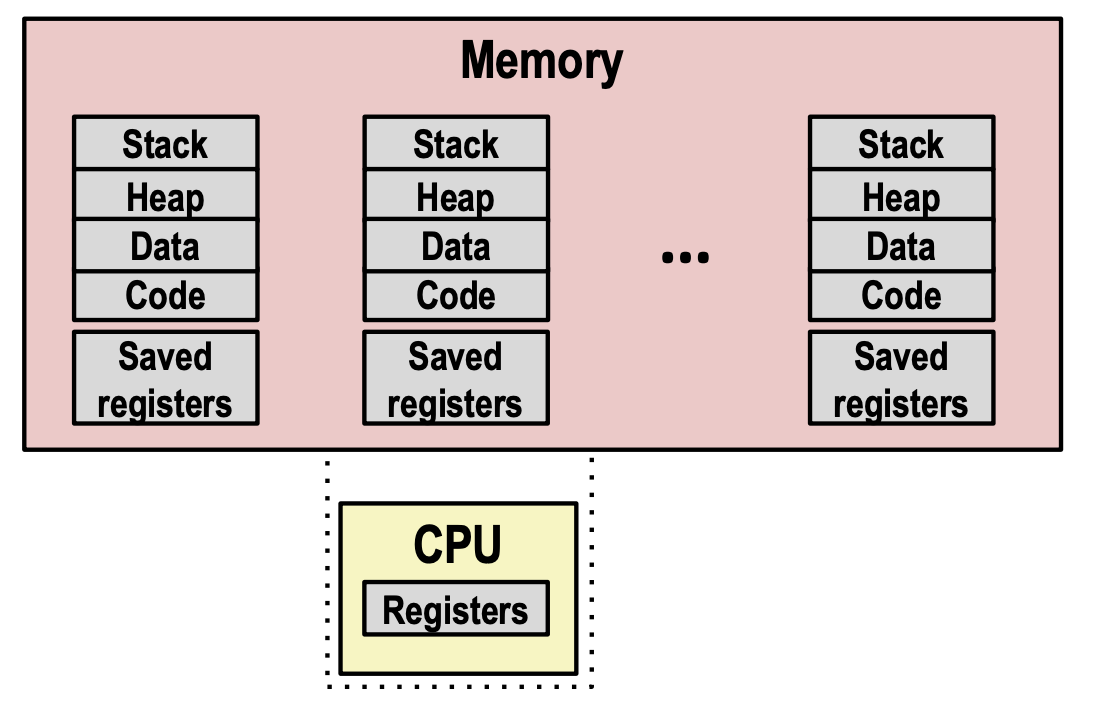 Memory
Stack
Heap
Data
Code
Saved
registers
Stack
Heap
Data
Code
Saved
registers
...
Stack
Heap
Data
Code
Saved
registers
CPU
Registers